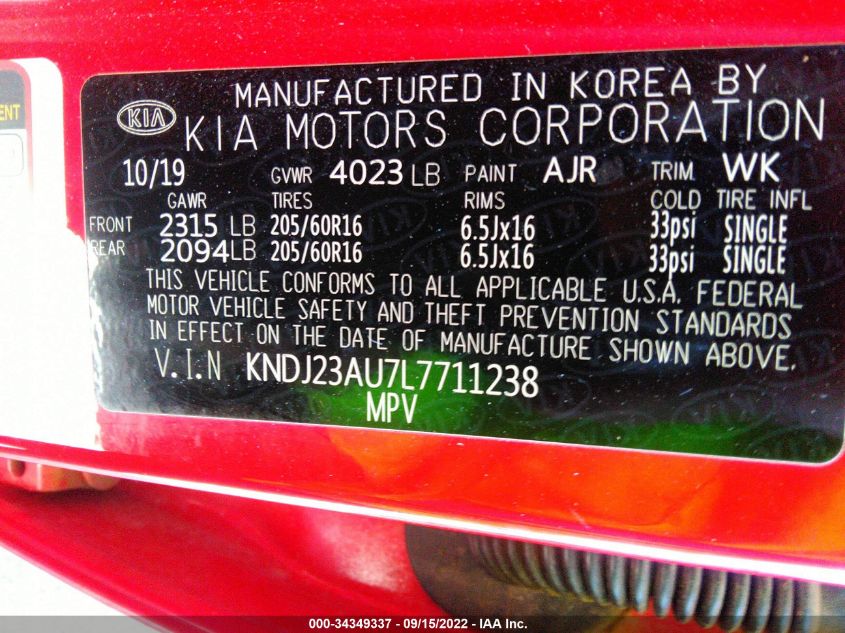 MANUFACTURED IN KOREA BY
KIA KIA MOTORS CORPORATION
10/19 GVWR 4023 LB PAINT AJR TRIM WK
GAWR TIRES RIMS COLD TIRE INFL
FRONT 2315 LB 205/60R16 6.5Jx16 33psi SINGLE
REAR 2094 LB 205/60R16 6.5Jx16 33psi SINGLE
THIS VEHICLE CONFORMS TO ALL APPLICABLE U.S.A. FEDERAL
MOTOR VEHICLE SAFETY AND THEFT PREVENTION STANDARDS
IN EFFECT ON THE DATE OF MANUFACTURE SHOWN ABOVE.
V.I.N KNDJ23AU7L7711238
MPV
000-34349337 - 09/15/2022 - IAA Inc.